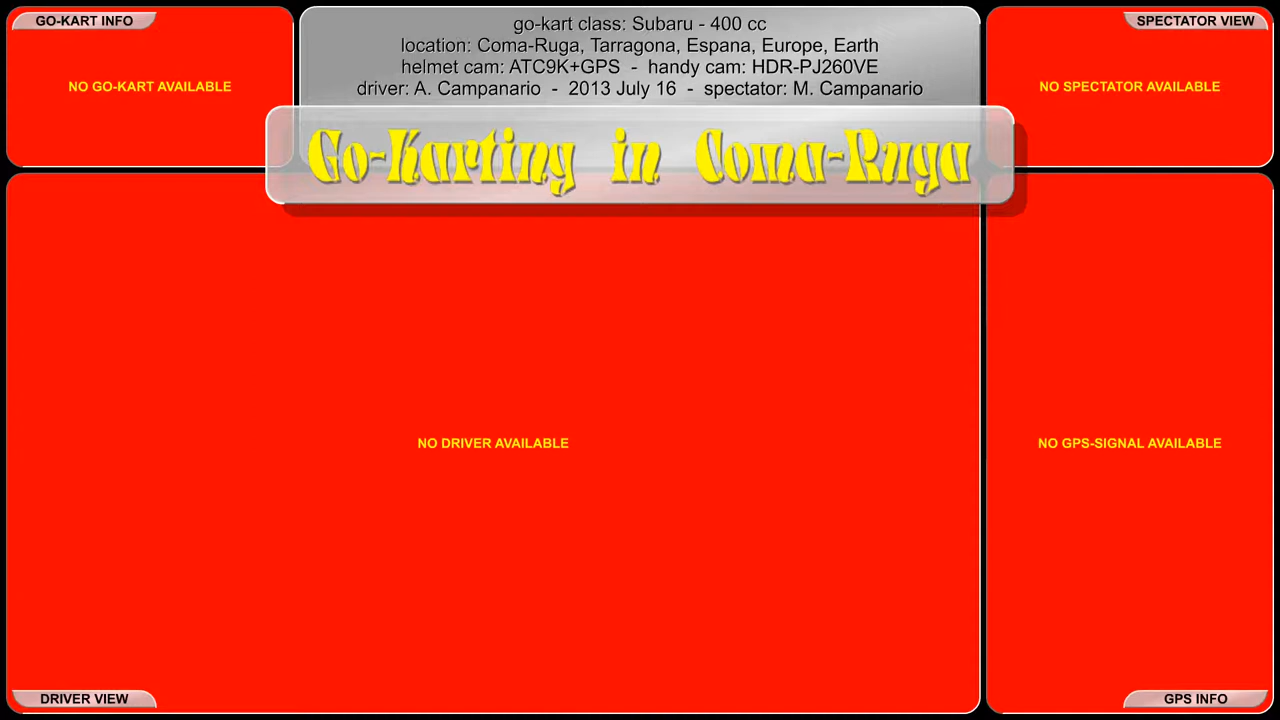 GO-KART INFO
NO GO-KART AVAILABLE
go-kart class: Subaru - 400 cc
location: Coma-Ruga, Tarragona, Espana, Europe, Earth
helmet cam: ATC9K+GPS - handy cam: HDR-PJ260VE
driver: A. Campanario - 2013 July 16 - spectator: M. Campanario
SPECTATOR VIEW
NO SPECTATOR AVAILABLE
Go-Karting in Coma-Ruga
NO DRIVER AVAILABLE
NO GPS-SIGNAL AVAILABLE
DRIVER VIEW
GPS INFO